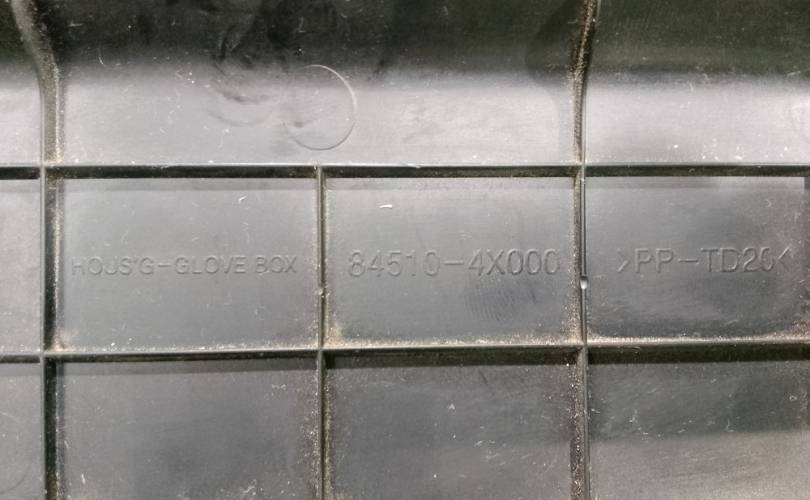 HOUS'G-GLOVE BOX
84510-4X000
>PP-TD20<